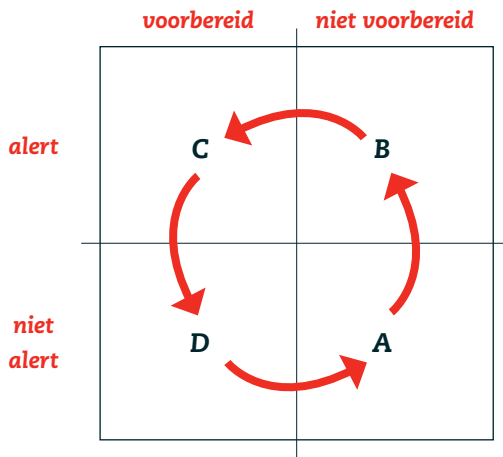 voorbereid niet voorbereid
alert C B
niet
alert
D A